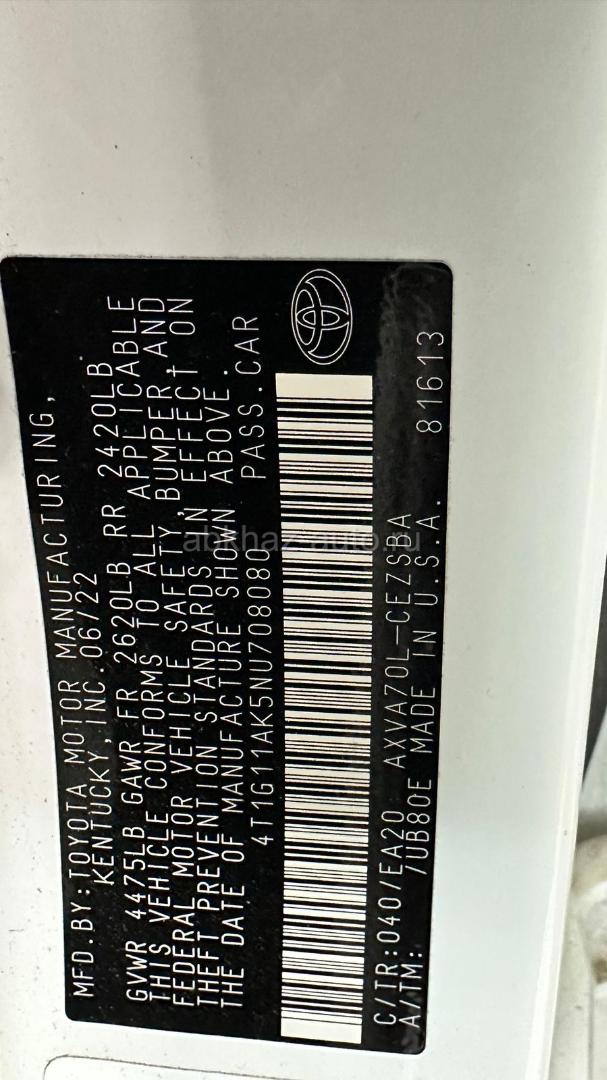 MFD.BY:TOYOTA MOTOR MANUFACTURING,
KENTUCKY, INC.06/22
GVWR 4475LB GAWR FR 2620LB RR 2420LB
THIS VEHICLE CONFORMS TO ALL APPLICABLE
FEDERAL MOTOR VEHICLE SAFETY, BUMPER, AND
THEFT PREVENTION STANDARDS IN EFFECT ON
THE DATE OF MANUFACTURE SHOWN ABOVE.
4T1G11AK5NU708080 PASS.CAR
C/TR:040/EA20 AXVA70L-CEZSBA
A/TM: /UB80E MADE IN U.S.A. 81613
abkhaz-auto.ru